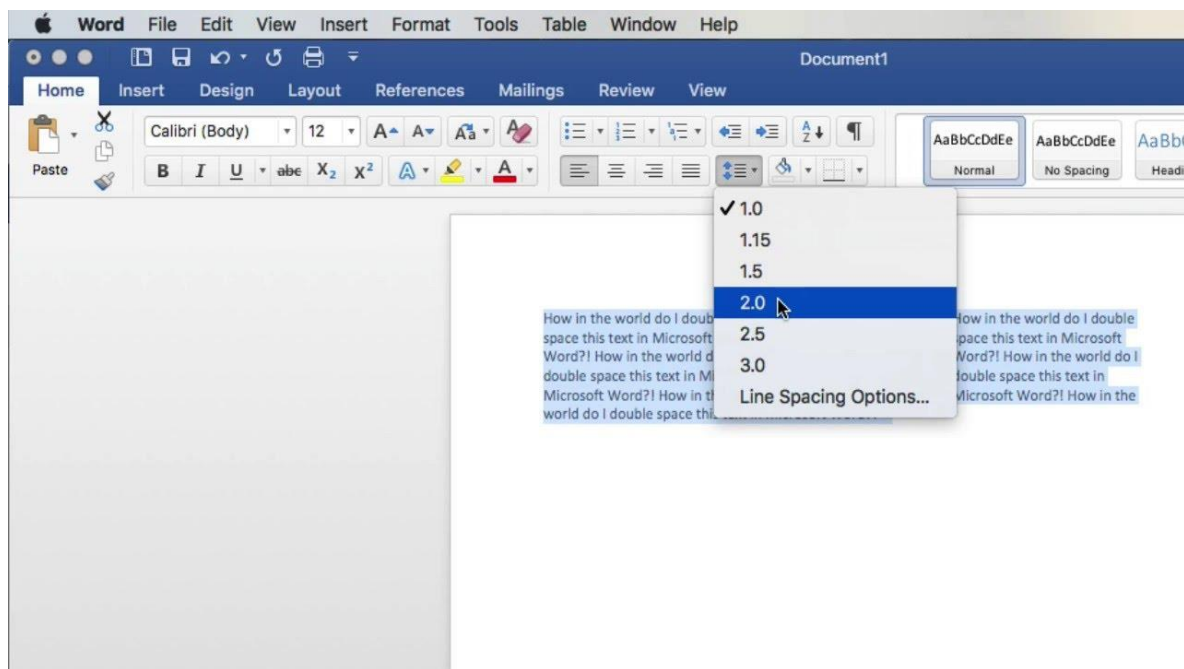 Word File Edit View Insert Format Tools Table Window Help
Document1
Home Insert Design Layout References Mailings Review View
Paste
Calibri (Body) 12 A A Aa A
A Z ¶
B I U abc X2 X2 A A
AaBbCcDdEe AaBbCcDdEe AaBb
Normal No Spacing Headi
✓ 1.0
1.15
1.5
2.0
2.5
3.0
Line Spacing Options...
How in the world do I doub How in the world do I double
space this text in Microsoft space this text in Microsoft
Word?! How in the world d Word?! How in the world do I
double space this text in M double space this text in
Microsoft Word?! How in t Microsoft Word?! How in the
world do I double space this